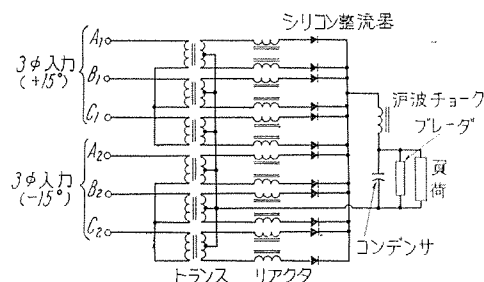 シリコン整流器
3φ入力
(+15°)
A₁
B₁
C₁
濾波チョーク
ブレーダ
負荷
3φ入力
(-15°)
A₂
B₂
C₂
コンデンサ
トランス
リアクタ